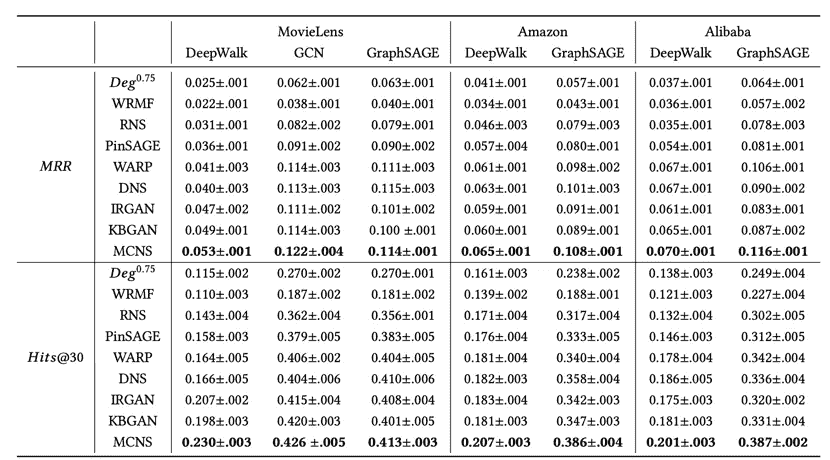 MovieLens Amazon Alibaba
DeepWalk GCN GraphSAGE DeepWalk GraphSAGE DeepWalk GraphSAGE
Deg^0.75 0.025±.001 0.062±.001 0.063±.001 0.041±.001 0.057±.001 0.037±.001 0.064±.001
WRMF 0.022±.001 0.038±.001 0.040±.001 0.034±.001 0.043±.001 0.036±.001 0.057±.002
RNS 0.031±.001 0.082±.002 0.079±.001 0.046±.003 0.079±.003 0.035±.001 0.078±.003
PinSAGE 0.036±.001 0.091±.002 0.090±.002 0.057±.004 0.080±.001 0.054±.001 0.081±.001
MRR WARP 0.041±.003 0.114±.003 0.111±.003 0.061±.001 0.098±.002 0.067±.001 0.106±.001
DNS 0.040±.003 0.113±.003 0.115±.003 0.063±.001 0.101±.003 0.067±.001 0.090±.002
IRGAN 0.047±.002 0.111±.002 0.101±.002 0.059±.001 0.091±.001 0.061±.001 0.083±.001
KBGAN 0.049±.001 0.114±.003 0.100 ±.001 0.060±.001 0.089±.001 0.065±.001 0.087±.002
MCNS 0.053±.001 0.122±.004 0.114±.001 0.065±.001 0.108±.001 0.070±.001 0.116±.001
Deg^0.75 0.115±.002 0.270±.002 0.270±.001 0.161±.003 0.238±.002 0.138±.003 0.249±.004
WRMF 0.110±.003 0.187±.002 0.181±.002 0.139±.002 0.188±.001 0.121±.003 0.227±.004
RNS 0.143±.004 0.362±.004 0.356±.001 0.171±.004 0.317±.004 0.132±.004 0.302±.005
PinSAGE 0.158±.003 0.379±.005 0.383±.005 0.176±.004 0.333±.005 0.146±.003 0.312±.005
Hits@30 WARP 0.164±.005 0.406±.002 0.404±.005 0.181±.004 0.340±.004 0.178±.004 0.342±.004
DNS 0.166±.005 0.404±.006 0.410±.006 0.182±.003 0.358±.004 0.186±.005 0.336±.004
IRGAN 0.207±.002 0.415±.004 0.408±.004 0.183±.004 0.342±.003 0.175±.003 0.320±.002
KBGAN 0.198±.003 0.420±.003 0.401±.005 0.181±.003 0.347±.003 0.181±.003 0.331±.004
MCNS 0.230±.003 0.426 ±.005 0.413±.003 0.207±.003 0.386±.004 0.201±.003 0.387±.002